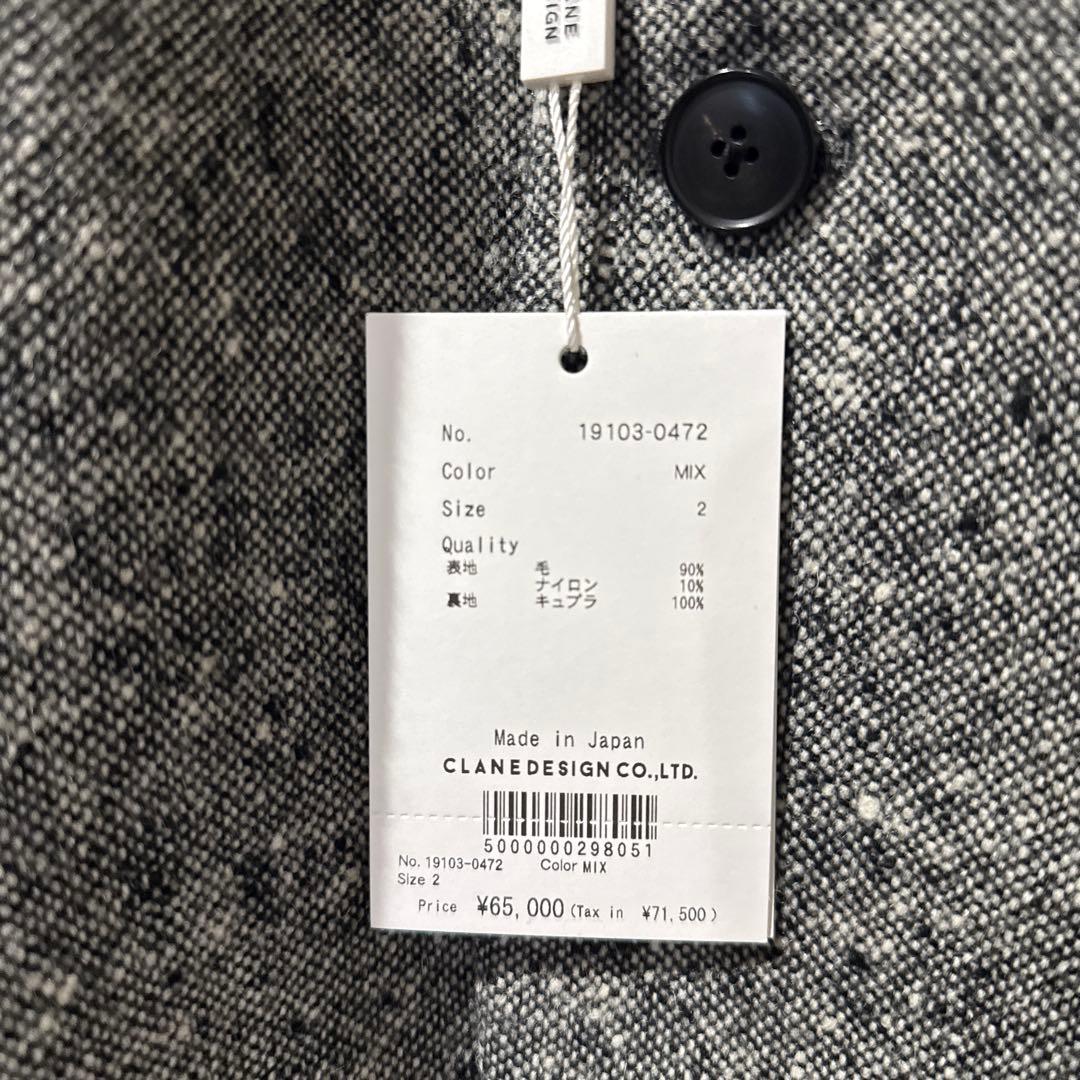 No. 19103-0472
Color MIX
Size 2
Quality
表地 毛 90%
ナイロン 10%
裏地 キュプラ 100%
Made in Japan
CLANEDESIGN CO.,LTD.
5000000298051
No. 19103-0472 Color MIX
Size 2
Price ¥65,000 (Tax in ¥71,500)